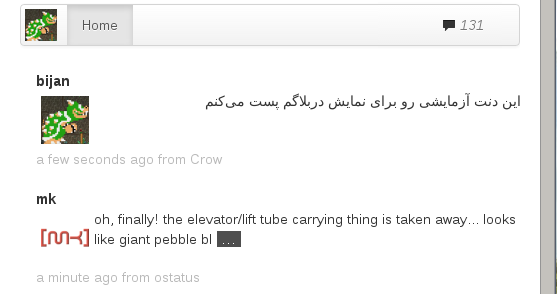 Home
131
bijan
این دنت آزمایشی رو برای نمایش دربلاگم پست می‌کنم
a few seconds ago from Crow
mk
oh, finally! the elevator/lift tube carrying thing is taken away... looks
[mk] like giant pebble bl ...
a minute ago from ostatus